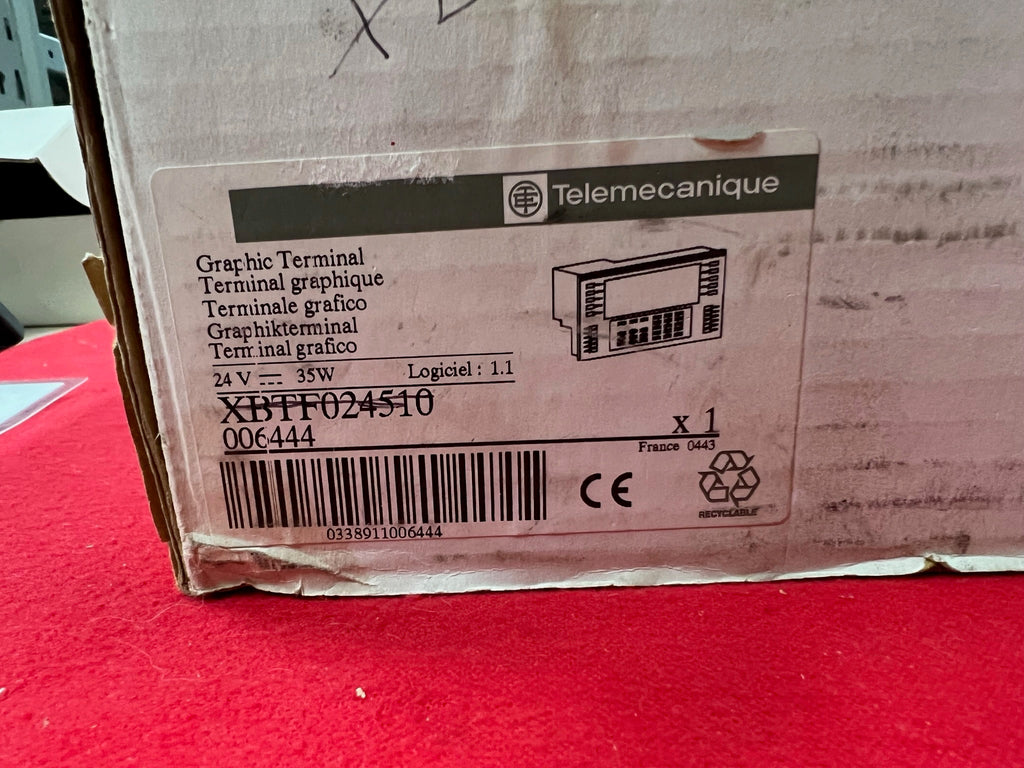 Telemecanique
Graphic Terminal
Terminal graphique
Terminale grafico
Graphikterminal
Terminal grafico
24 V 35W Logiciel : 1.1
XBTF024510
006444 x 1
France 0443
0338911006444
CE
RECYCLABLE